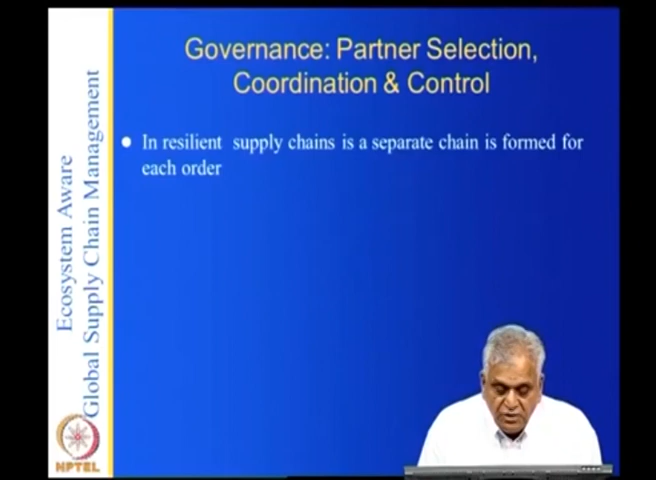 Governance: Partner Selection,
Coordination & Control
In resilient supply chains is a separate chain is formed for
each order
Ecosystem Aware
Global Supply Chain Management
NPTEL